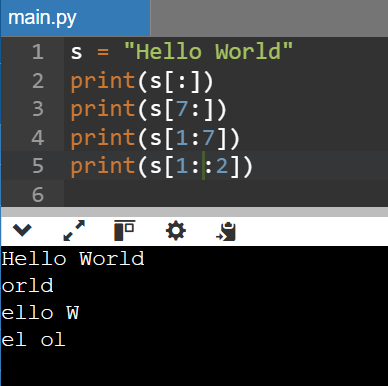 main.py
1 s = "Hello World"
2 print(s[:])
3 print(s[7:])
4 print(s[1:7])
5 print(s[1::2])
6
Hello World
orld
ello W
el ol